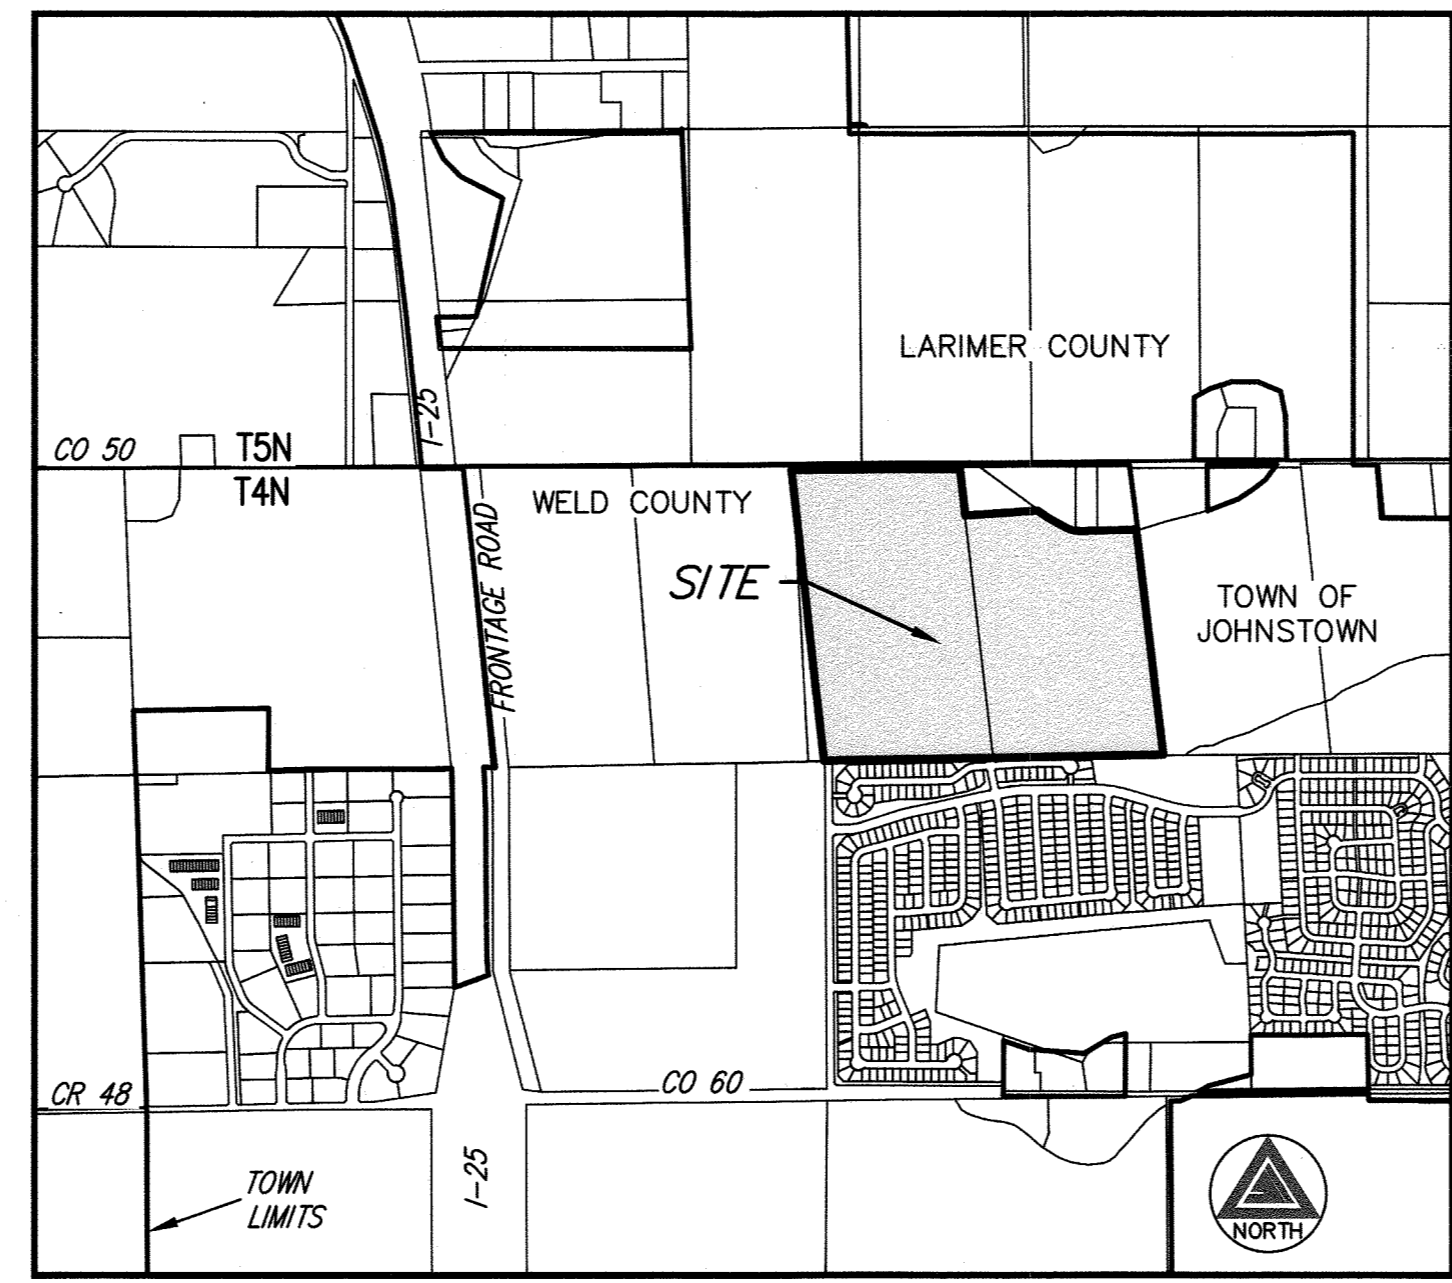 LARIMER COUNTY
I-25
CO 50
T5N
T4N
WELD COUNTY
FRONTAGE ROAD
SITE
TOWN OF
JOHNSTOWN
CR 48
CO 60
TOWN
LIMITS
I-25
NORTH